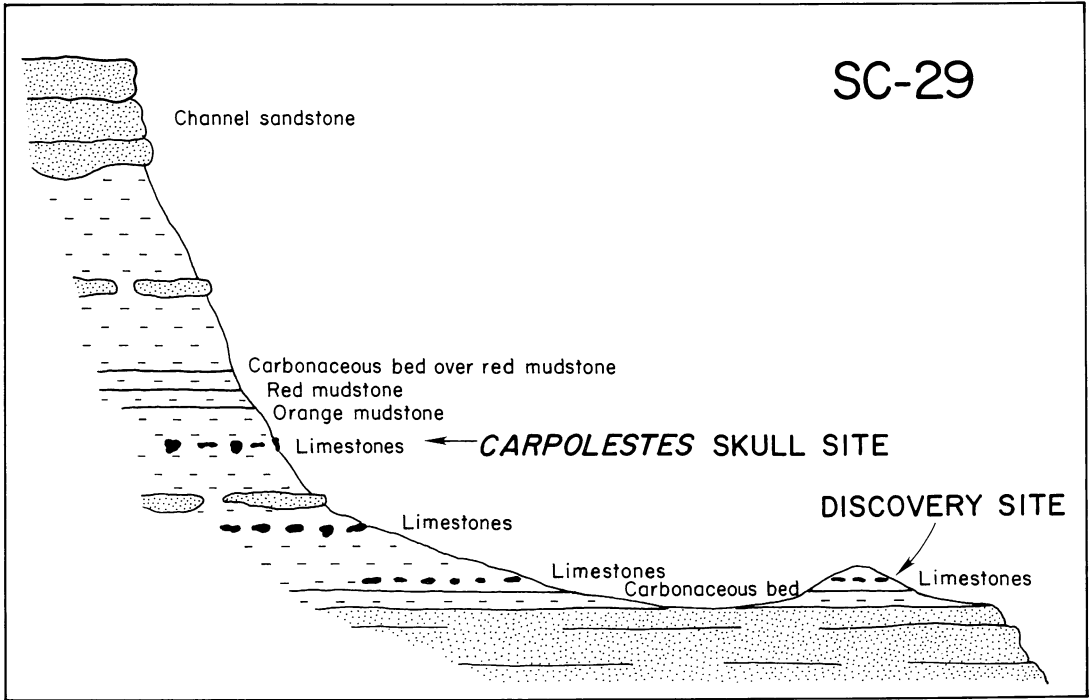 SC-29
Channel sandstone
Carbonaceous bed over red mudstone
Red mudstone
Orange mudstone
Limestones
CARPOLESTES SKULL SITE
Limestones
DISCOVERY SITE
Limestones
Carbonaceous bed
Limestones